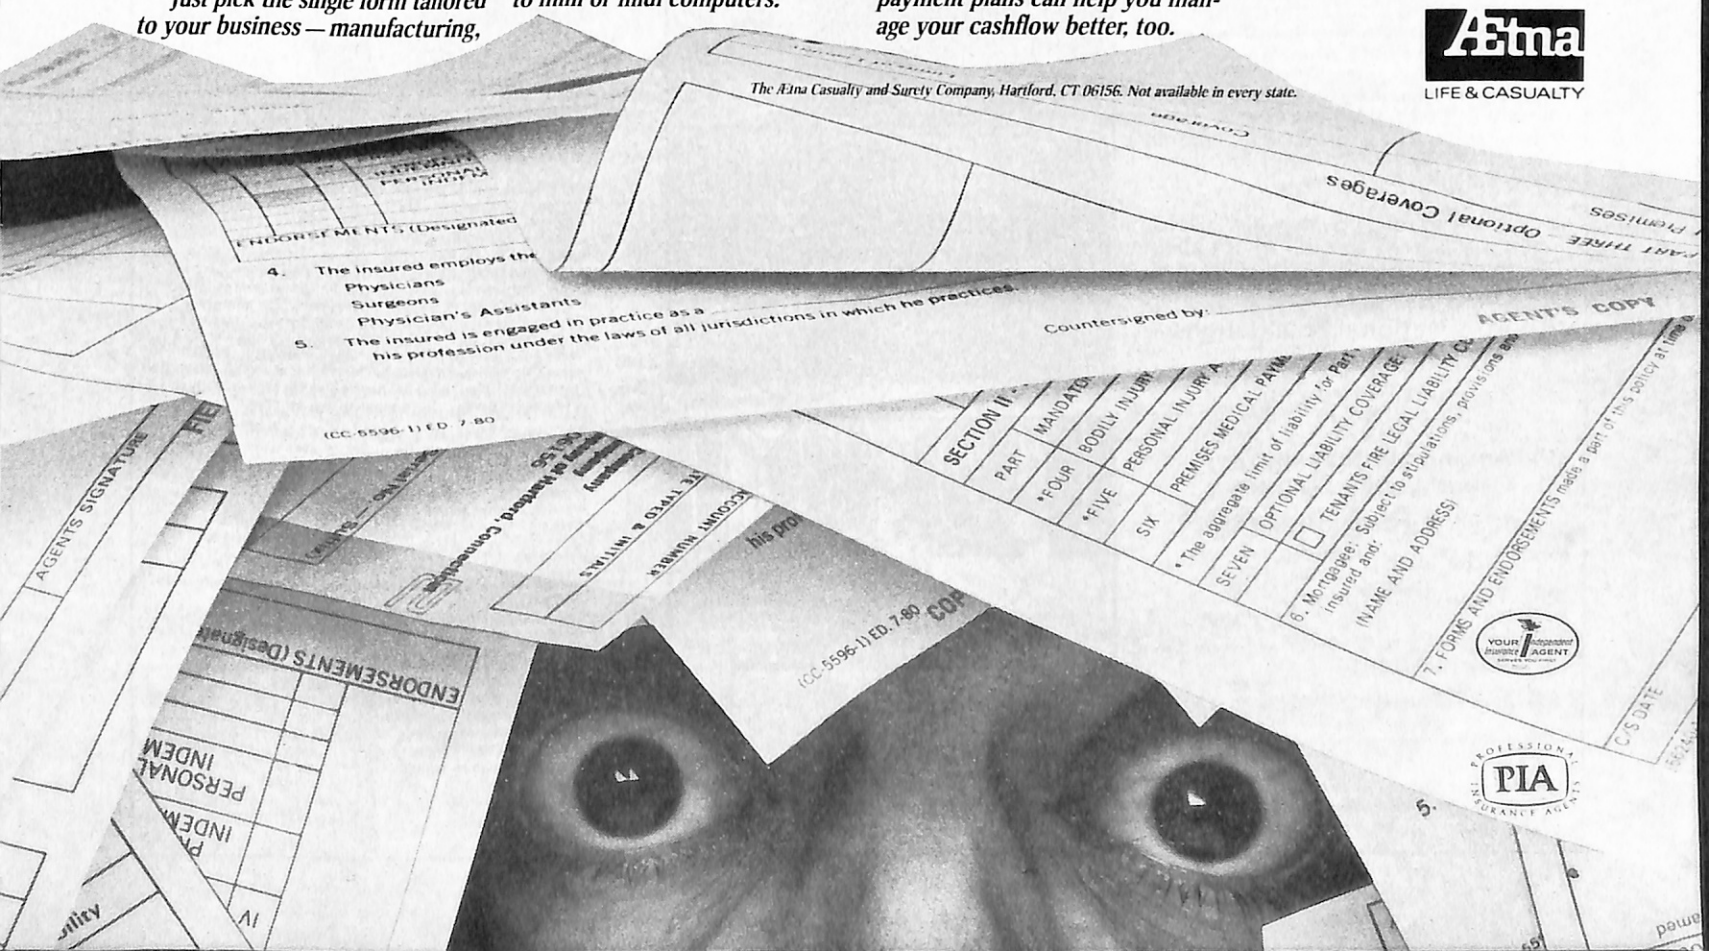 Just pick the single form tailored
to your business — manufacturing,
to mini or midi computers.
payment plans can help you man-
age your cashflow better, too.
Ætna
LIFE & CASUALTY
The Ætna Casualty and Surety Company, Hartford, CT 06156. Not available in every state.
Coverage
Premises
PART THREE – Optional Coverages
PERSONAL
INDEM
ENDORSEMENTS (Designated
4. The insured employs the
Physicians
Surgeons
Physician's Assistants
5. The insured is engaged in practice as a
his profession under the laws of all jurisdictions in which he practices.
Countersigned by:
AGENT'S COPY
(CC-5596-1) ED. 7-80
AGENTS SIGNATURE
SECTION II
PART
*FOUR BODILY INJURY
*FIVE PERSONAL INJURY
SIX PREMISES MEDICAL PAYM
* The aggregate limit of liability for Part
SEVEN OPTIONAL LIABILITY COVERAGE:
TENANTS FIRE LEGAL LIABILITY
6. Mortgagee: Subject to stipulations, provisions and
insured and:
(NAME AND ADDRESS)
7. FORMS AND ENDORSEMENTS made a part of this policy at time
C/S DATE
of Hartford,
TYPED & INITIALS
ACCOUNT NUMBER
his
(CC-5596-1) ED. 7-80
COP
ENDORSEMENTS (Designate
PERSONAL
INDEM
INDEM
IV
YOUR Independent
Insurance AGENT
SERVES YOU FIRST
PROFESSIONAL
PIA
INSURANCE AGENTS
5.